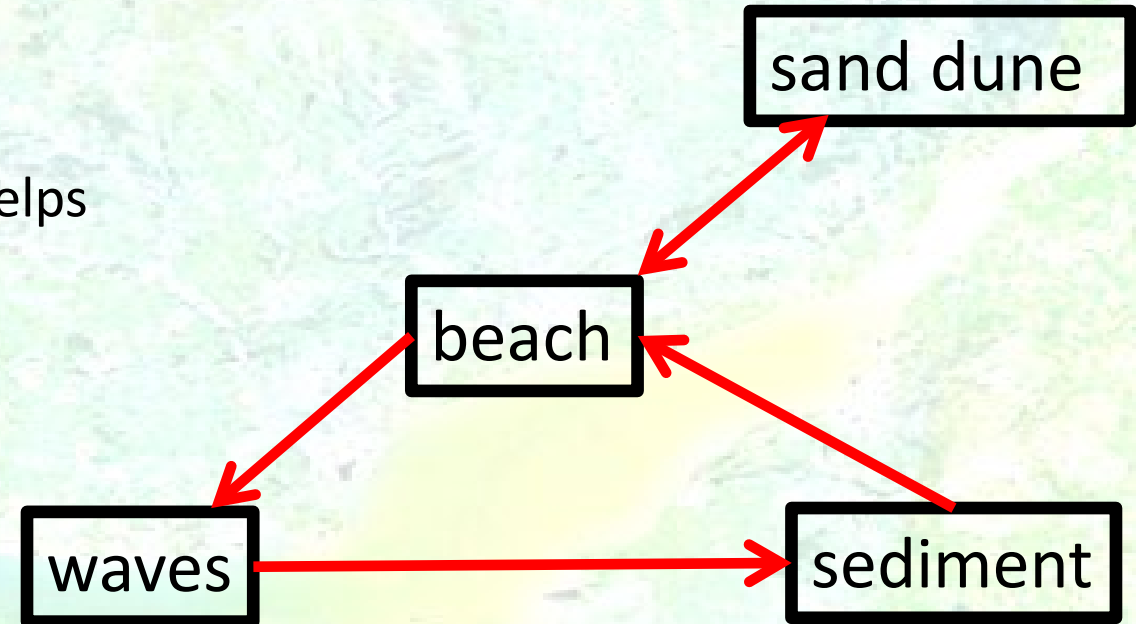 sand dune
elps
beach
waves
sediment